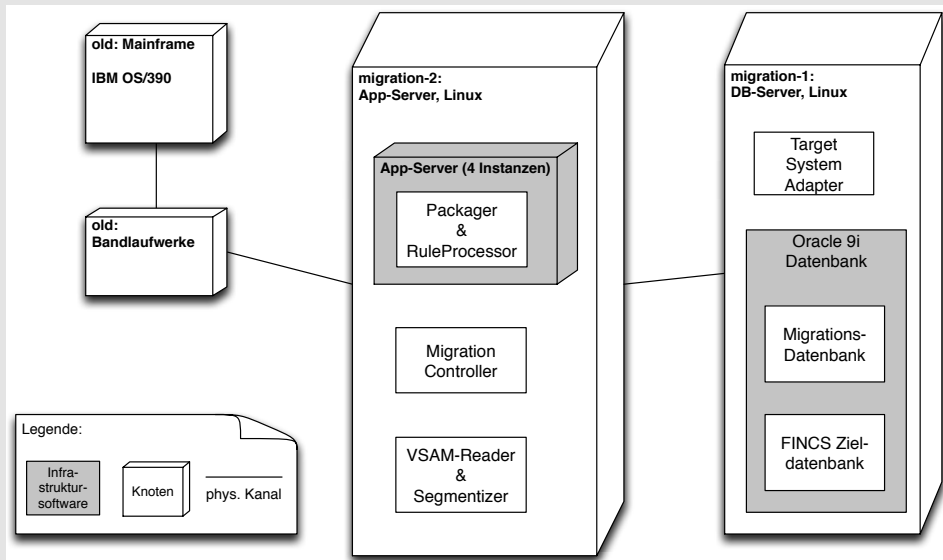 old: Mainframe
IBM OS/390
old:
Bandlaufwerke
migration-2:
App-Server, Linux
App-Server (4 Instanzen)
Packager
&
RuleProcessor
Migration
Controller
VSAM-Reader
&
Segmentizer
migration-1:
DB-Server, Linux
Target
System
Adapter
Oracle 9i
Datenbank
Migrations-
Datenbank
FINCS Ziel-
datenbank
Legende:
Infra-
struktur-
software
Knoten
phys. Kanal